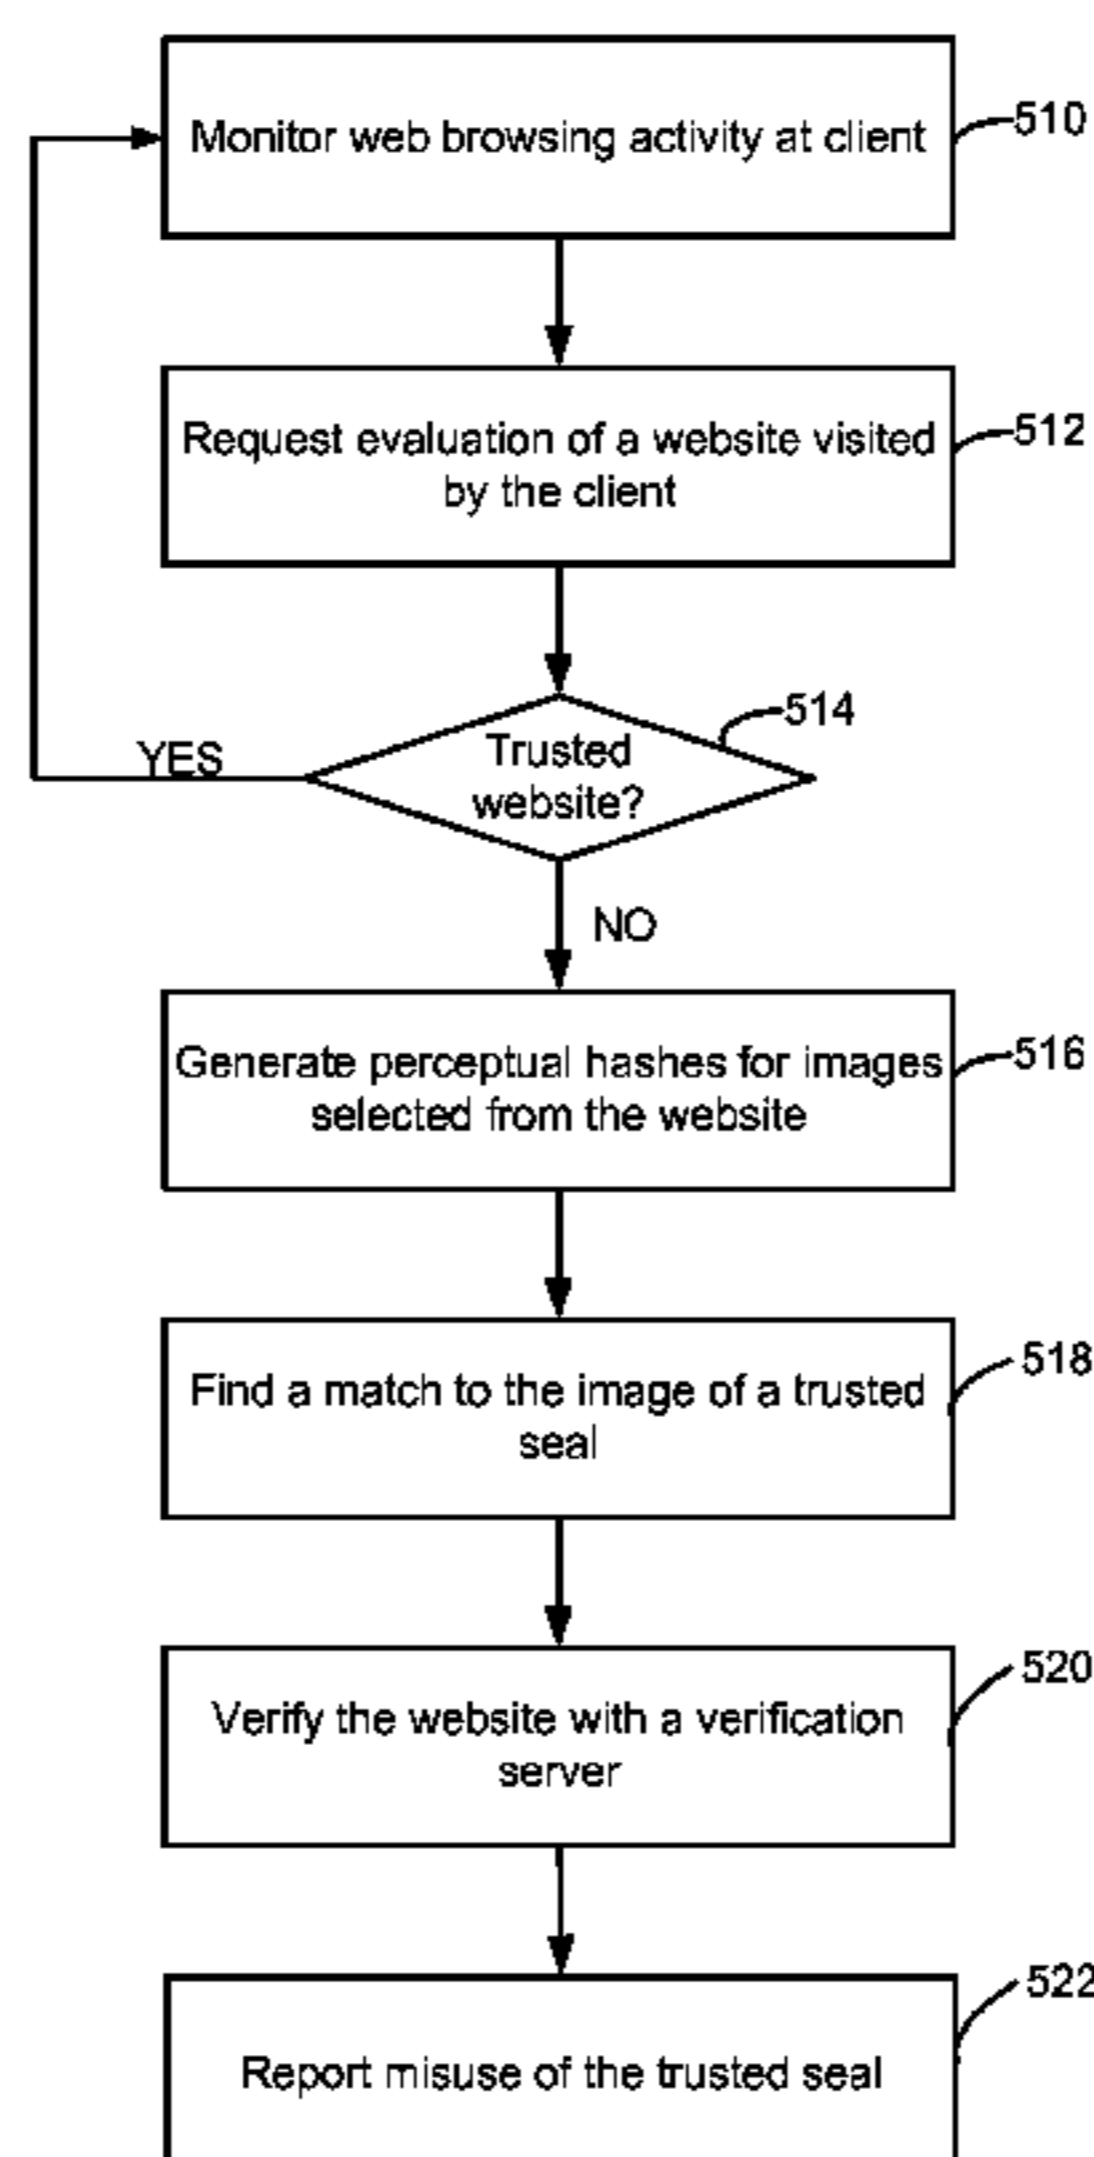 Monitor web browsing activity at client
510
Request evaluation of a website visited
by the client
512
514
Trusted
website?
YES
NO
Generate perceptual hashes for images
selected from the website
516
Find a match to the image of a trusted
seal
518
Verify the website with a verification
server
520
Report misuse of the trusted seal
522